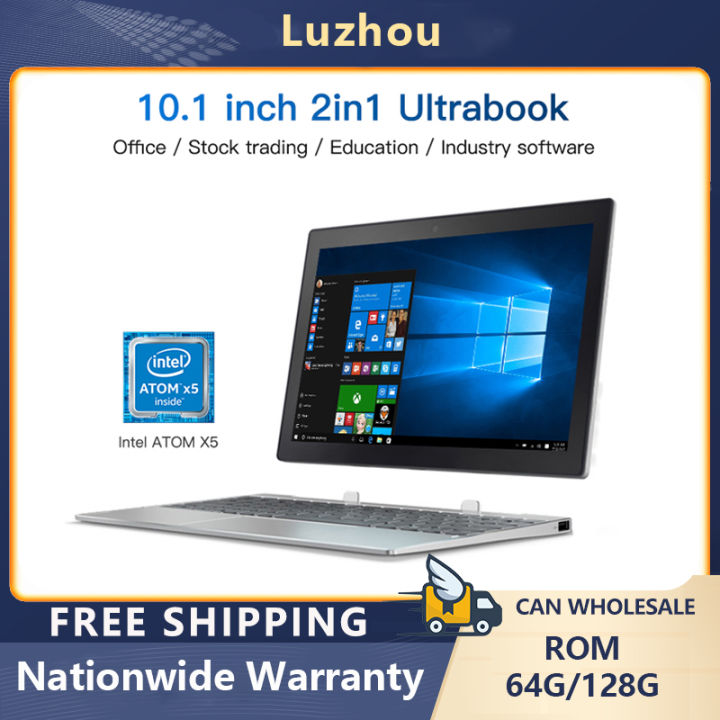 Luzhou
10.1 inch 2in1 Ultrabook
Office / Stock trading / Education / Industry software
intel
ATOM x5
inside
Intel ATOM X5
FREE SHIPPING
CAN WHOLESALE
Nationwide Warranty
ROM
64G/128G